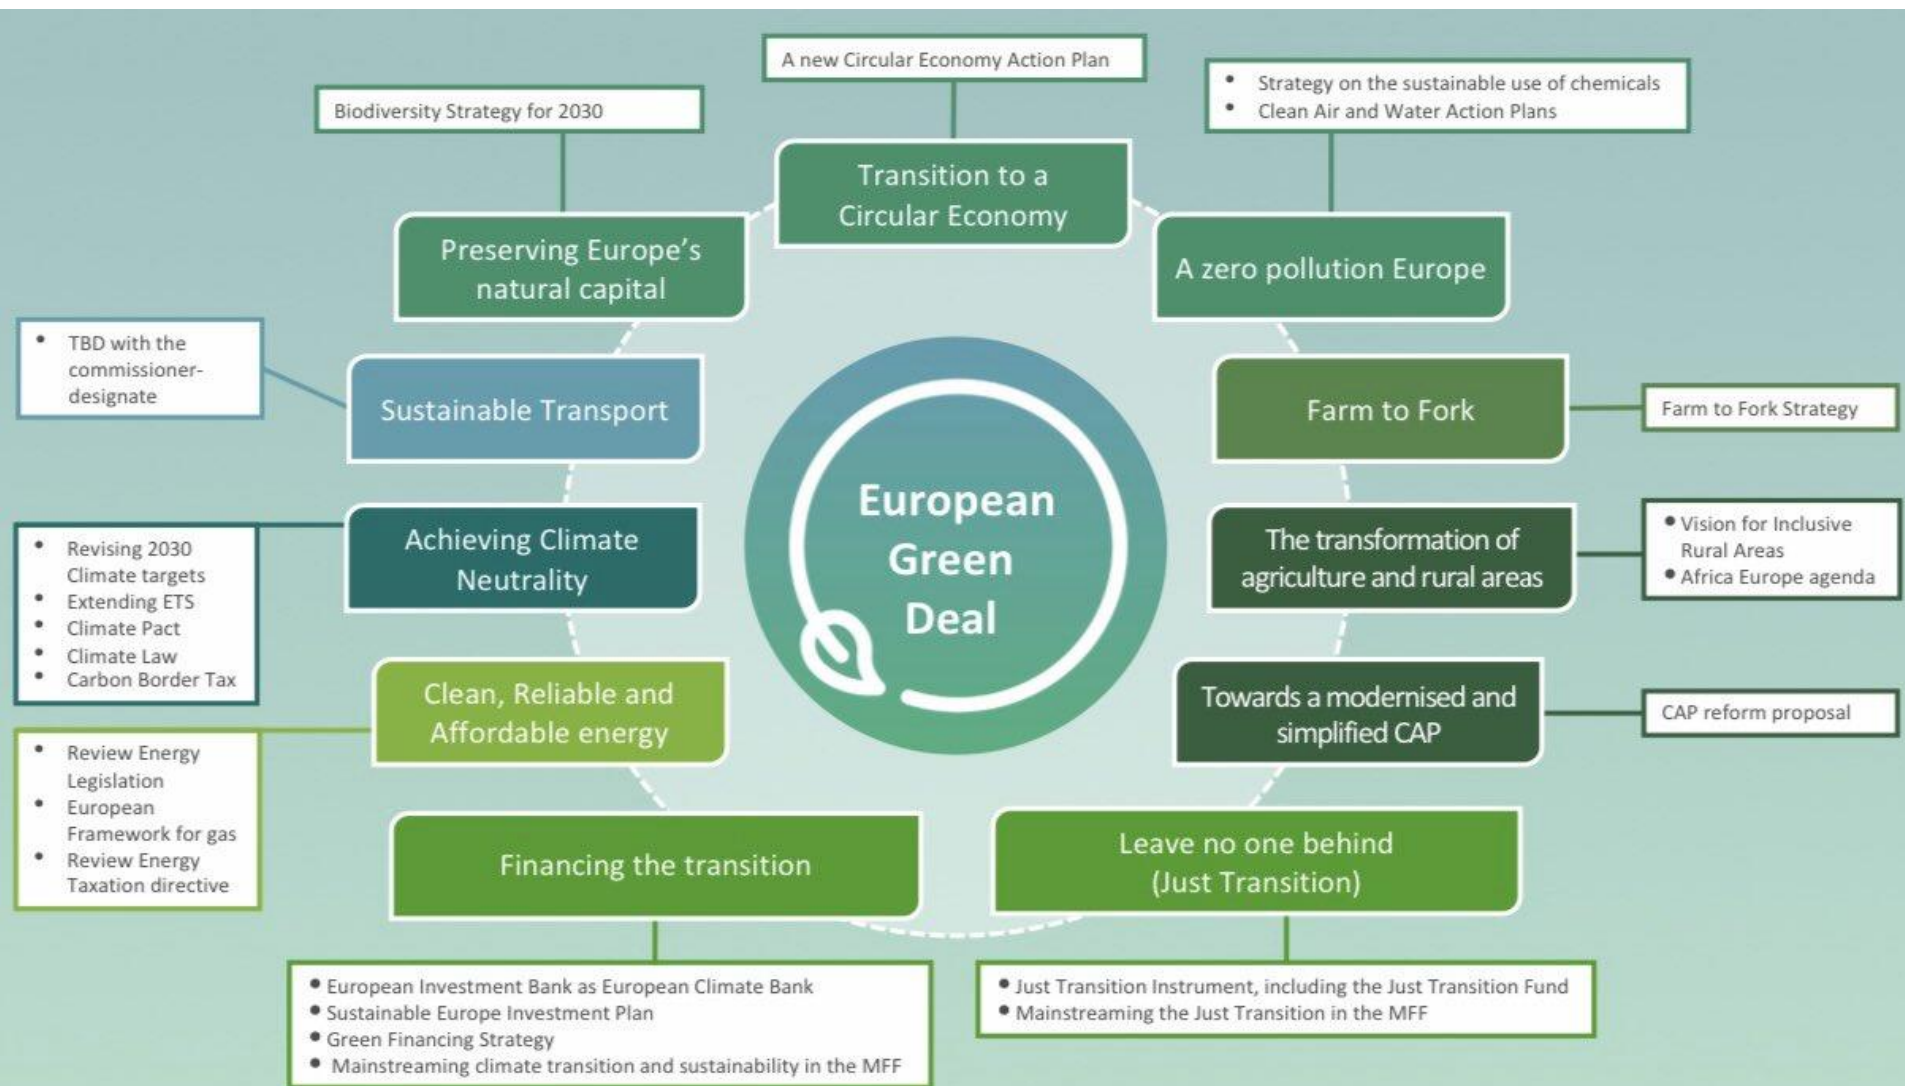 A new Circular Economy Action Plan
• Strategy on the sustainable use of chemicals
• Clean Air and Water Action Plans
Biodiversity Strategy for 2030
Transition to a
Circular Economy
Preserving Europe's
natural capital
A zero pollution Europe
• TBD with the
commissioner-
designate
Sustainable Transport
Farm to Fork
Farm to Fork Strategy
European
Green
Deal
• Revising 2030
Climate targets
• Extending ETS
• Climate Pact
• Climate Law
• Carbon Border Tax
Achieving Climate
Neutrality
The transformation of
agriculture and rural areas
• Vision for Inclusive
Rural Areas
• Africa Europe agenda
Clean, Reliable and
Affordable energy
Towards a modernised and
simplified CAP
CAP reform proposal
• Review Energy
Legislation
• European
Framework for gas
• Review Energy
Taxation directive
Financing the transition
Leave no one behind
(Just Transition)
• European Investment Bank as European Climate Bank
• Sustainable Europe Investment Plan
• Green Financing Strategy
• Mainstreaming climate transition and sustainability in the MFF
• Just Transition Instrument, including the Just Transition Fund
• Mainstreaming the Just Transition in the MFF